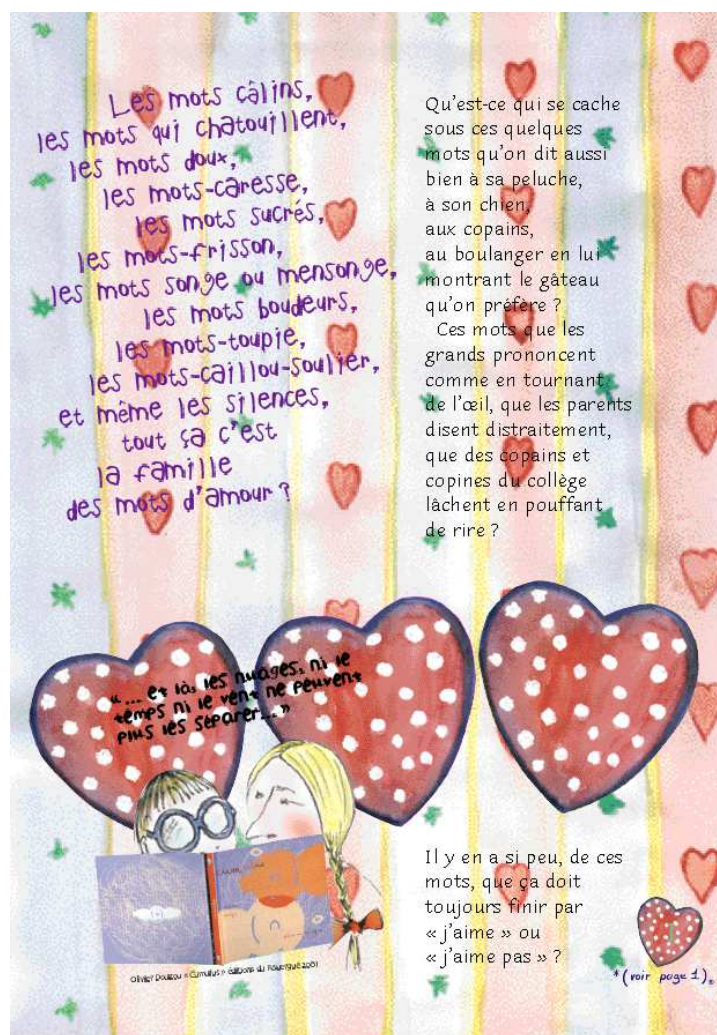 Les mots câlins,
les mots qui chatouillent,
les mots doux,
les mots-caresse,
les mots sucrés,
les mots-frisson,
les mots songe ou mensonge,
les mots boudeurs,
les mots-toupie,
les mots-caillou-soulier,
et même les silences,
tout ça c'est
la famille
des mots d'amour ?
Qu'est-ce qui se cache
sous ces quelques
mots qu'on dit aussi
bien à sa peluche,
à son chien,
aux copains,
au boulanger en lui
montrant le gâteau
qu'on préfère ?
Ces mots que les
grands prononcent
comme en tournant
de l'œil, que les parents
disent distraitement,
que des copains et
copines du collège
lâchent en pouffant
de rire ?
« ... et là, les nuages, ni le
temps ni le vent ne peuvent
plus les séparer... »
Olivier Douzou « Cumulus » éditions du Rouergue 2001
Il y en a si peu, de ces
mots, que ça doit
toujours finir par
« j'aime » ou
« j'aime pas » ?
*(voir page 1).